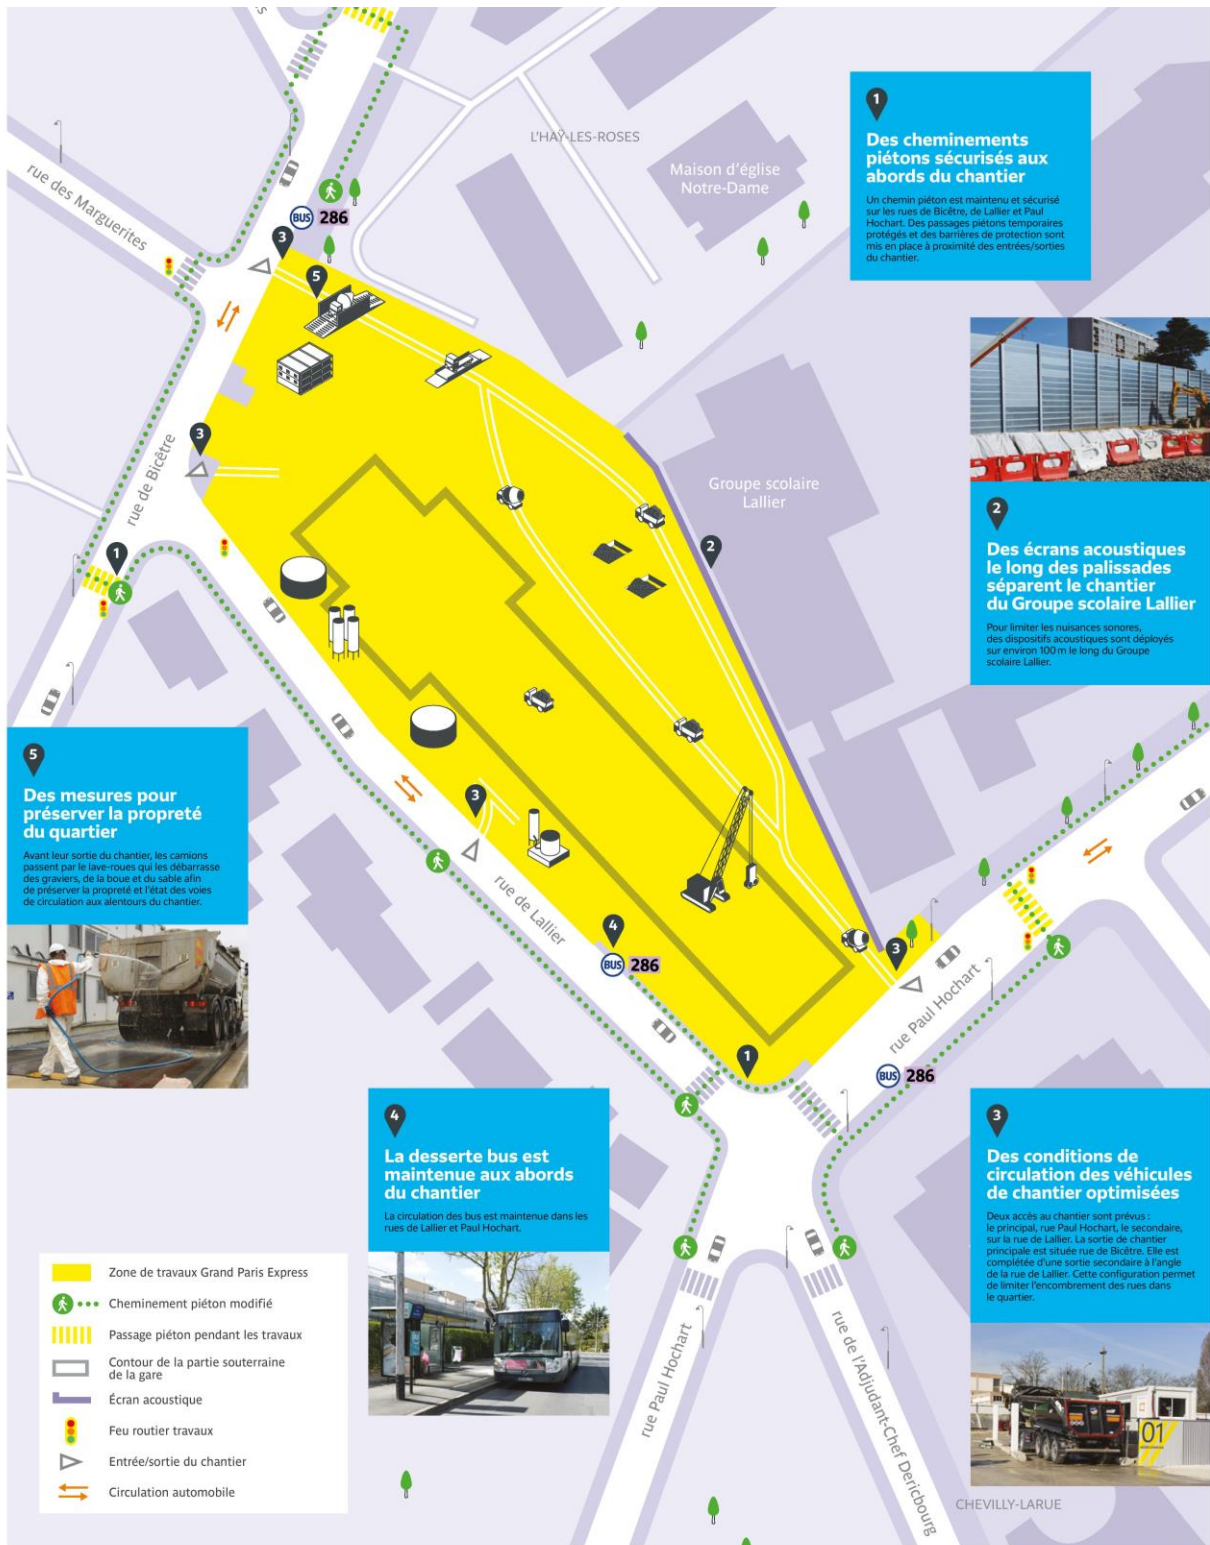 L'HAŸ-LES-ROSES
Maison d'église
Notre-Dame
rue des Marguerites
BUS 286
3
5
1
Des cheminements
piétons sécurisés aux
abords du chantier
Un chemin piéton est maintenu et sécurisé
sur les rues de Bicêtre, de Lallier et Paul
Hochart. Des passages piétons temporaires
protégés et des barrières de protection sont
mis en place à proximité des entrées/sorties
du chantier.
rue de Bicêtre
3
1
Groupe scolaire
Lallier
2
2
Des écrans acoustiques
le long des palissades
séparent le chantier
du Groupe scolaire Lallier
Pour limiter les nuisances sonores,
des dispositifs acoustiques sont déployés
sur environ 100 m le long du Groupe
scolaire Lallier.
5
Des mesures pour
préserver la propreté
du quartier
Avant leur sortie du chantier, les camions
passent par le lave-roues qui les débarrasse
des graviers, de la boue et du sable afin
de préserver la propreté et l'état des voies
de circulation aux alentours du chantier.
3
rue de Lallier
4
BUS 286
3
rue Paul Hochart
1
BUS 286
4
La desserte bus est
maintenue aux abords
du chantier
La circulation des bus est maintenue dans les
rues de Lallier et Paul Hochart.
3
Des conditions de
circulation des véhicules
de chantier optimisées
Deux accès au chantier sont prévus :
le principal, rue Paul Hochart, le secondaire,
sur la rue de Lallier. La sortie de chantier
principale est située rue de Bicêtre. Elle est
complétée d'une sortie secondaire à l'angle
de la rue de Lallier. Cette configuration permet
de limiter l'encombrement des rues dans
le quartier.
01
Zone de travaux Grand Paris Express
Cheminement piéton modifié
Passage piéton pendant les travaux
Contour de la partie souterraine
de la gare
Écran acoustique
Feu routier travaux
Entrée/sortie du chantier
Circulation automobile
rue Paul Hochart
rue de l'Adjudant-Chef Dericbourg
CHEVILLY-LARUE